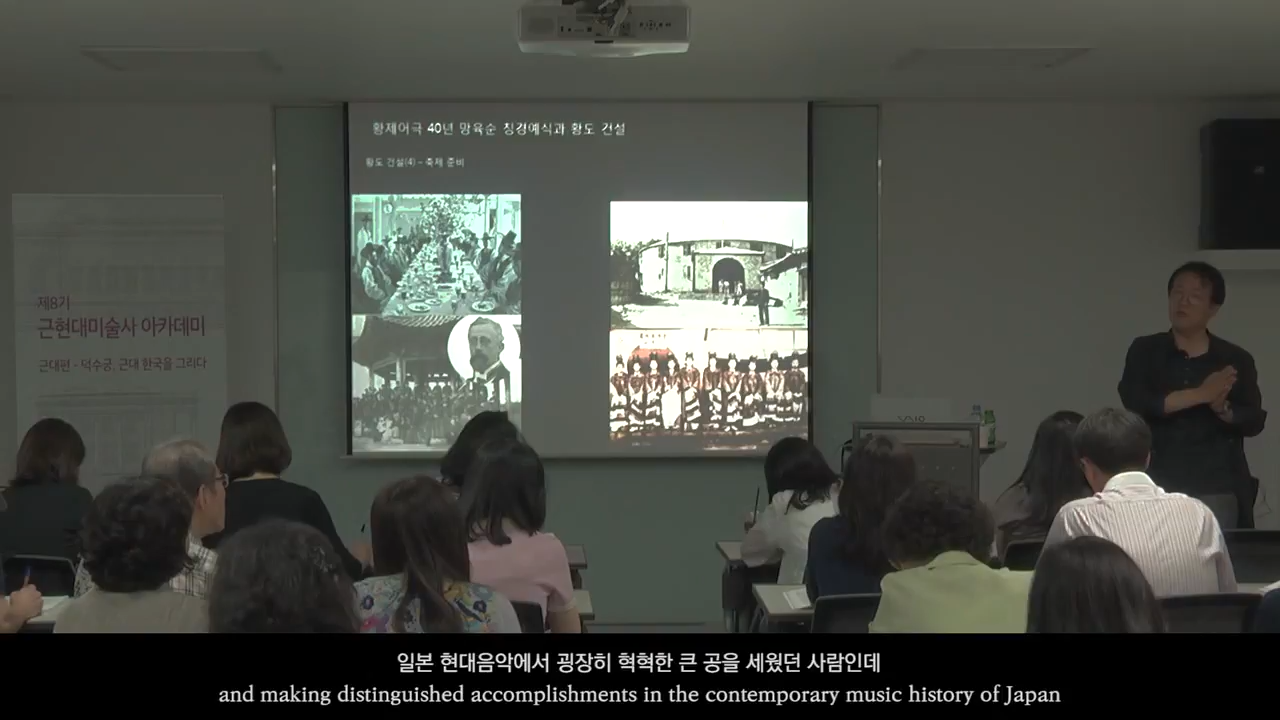 황제어극 40년 망육순 칭경예식과 황도 건설
황도 건설(4) – 축제 준비
제8기
근현대미술사 아카데미
근대편 - 덕수궁, 근대 한국을 그리다
VAIO
일본 현대음악에서 굉장히 혁혁한 큰 공을 세웠던 사람인데
and making distinguished accomplishments in the contemporary music history of Japan